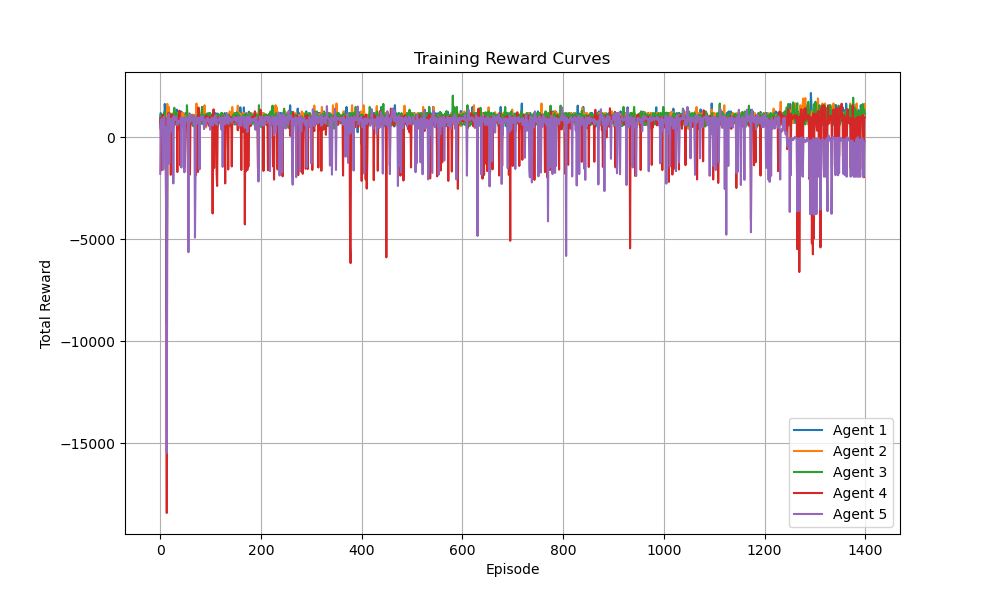 Training Reward Curves
Total Reward
0
−5000
−10000
−15000
0 200 400 600 800 1000 1200 1400
Episode
Agent 1
Agent 2
Agent 3
Agent 4
Agent 5